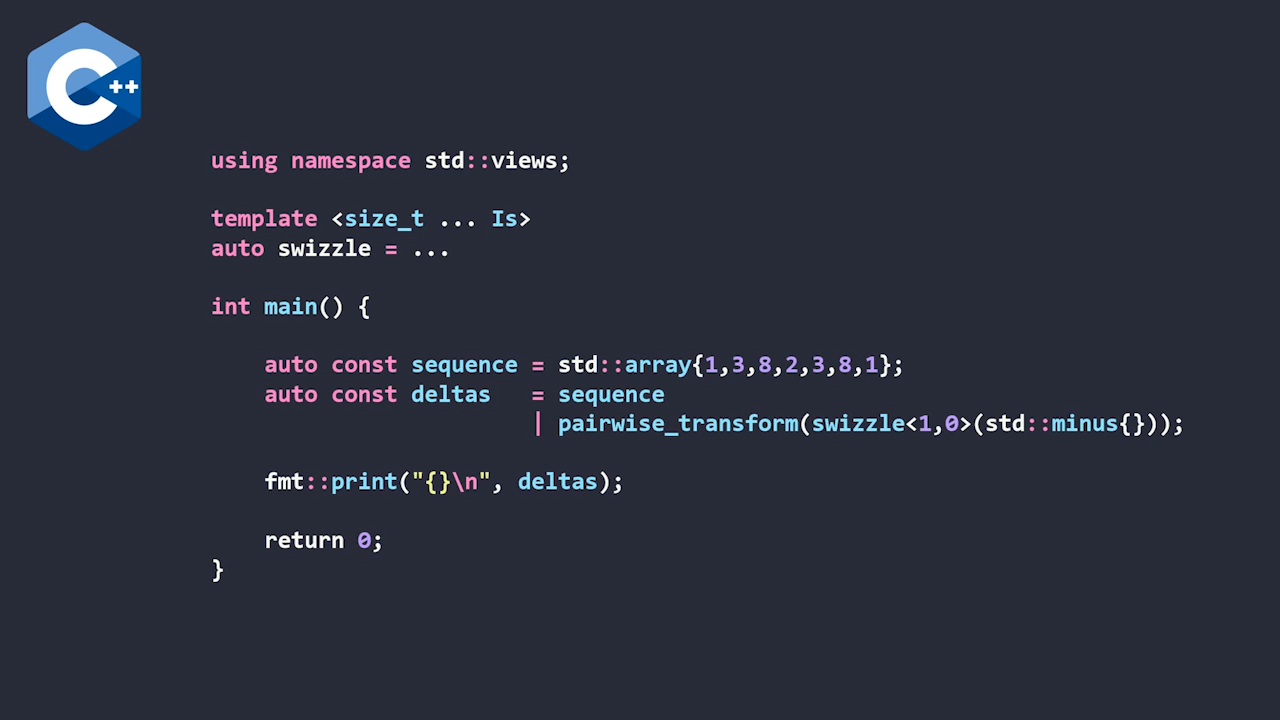 C++
using namespace std::views;
template <size_t ... Is>
auto swizzle = ...
int main() {
auto const sequence = std::array{1,3,8,2,3,8,1};
auto const deltas   = sequence
| pairwise_transform(swizzle<1,0>(std::minus{}));
fmt::print("{}\n", deltas);
return 0;
}